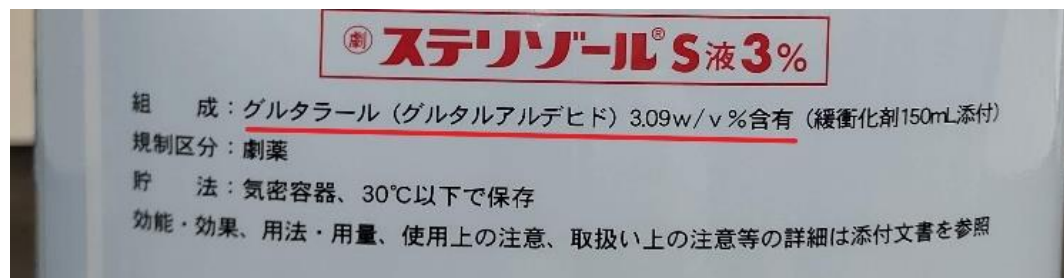 劇 ステリゾール®S液3%
組　成：グルタラール（グルタルアルデヒド）3.09w/v%含有（緩衝化剤150mL添付）
規制区分：劇薬
貯　法：気密容器、30℃以下で保存
効能・効果、用法・用量、使用上の注意、取扱い上の注意等の詳細は添付文書を参照